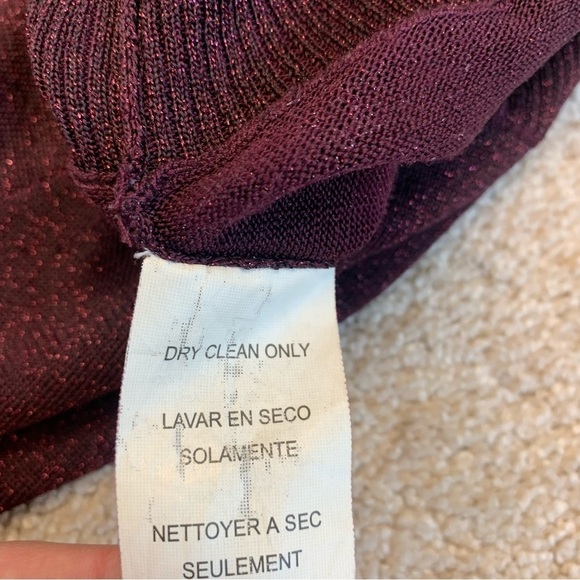 DRY CLEAN ONLY
LAVAR EN SECO
SOLAMENTE
NETTOYER A SEC
SEULEMENT